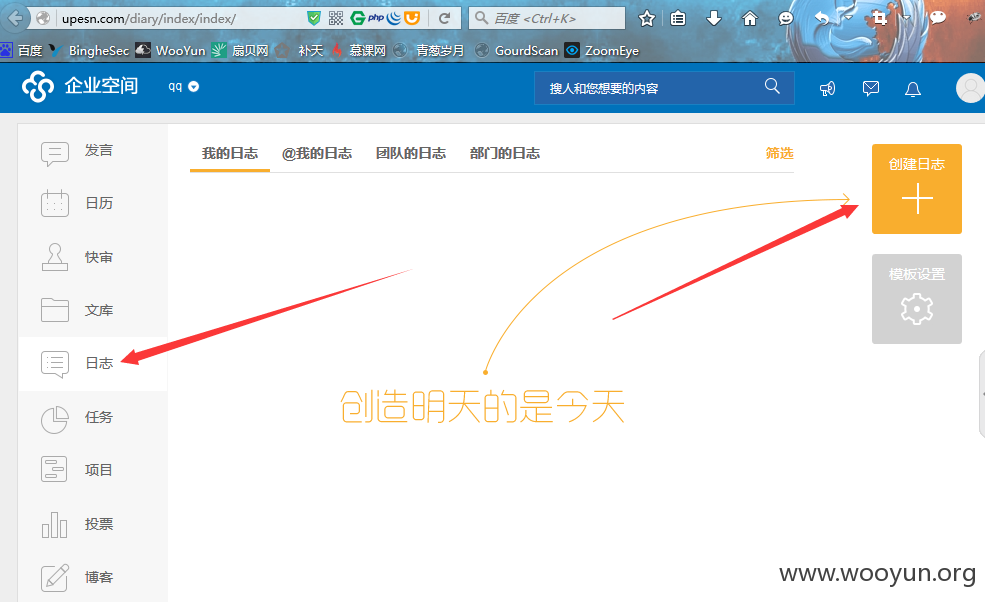 upesn.com/diary/index/index/
php
百度 <Ctrl+K>
百度 BingheSec WooYun 扇贝网 补天 慕课网 青葱岁月 GourdScan ZoomEye
企业空间 qq 搜人和您想要的内容
发言
日历
快审
文库
日志
任务
项目
投票
博客
我的日志 @我的日志 团队的日志 部门的日志 筛选
创建日志
模板设置
创造明天的是今天
www.wooyun.org